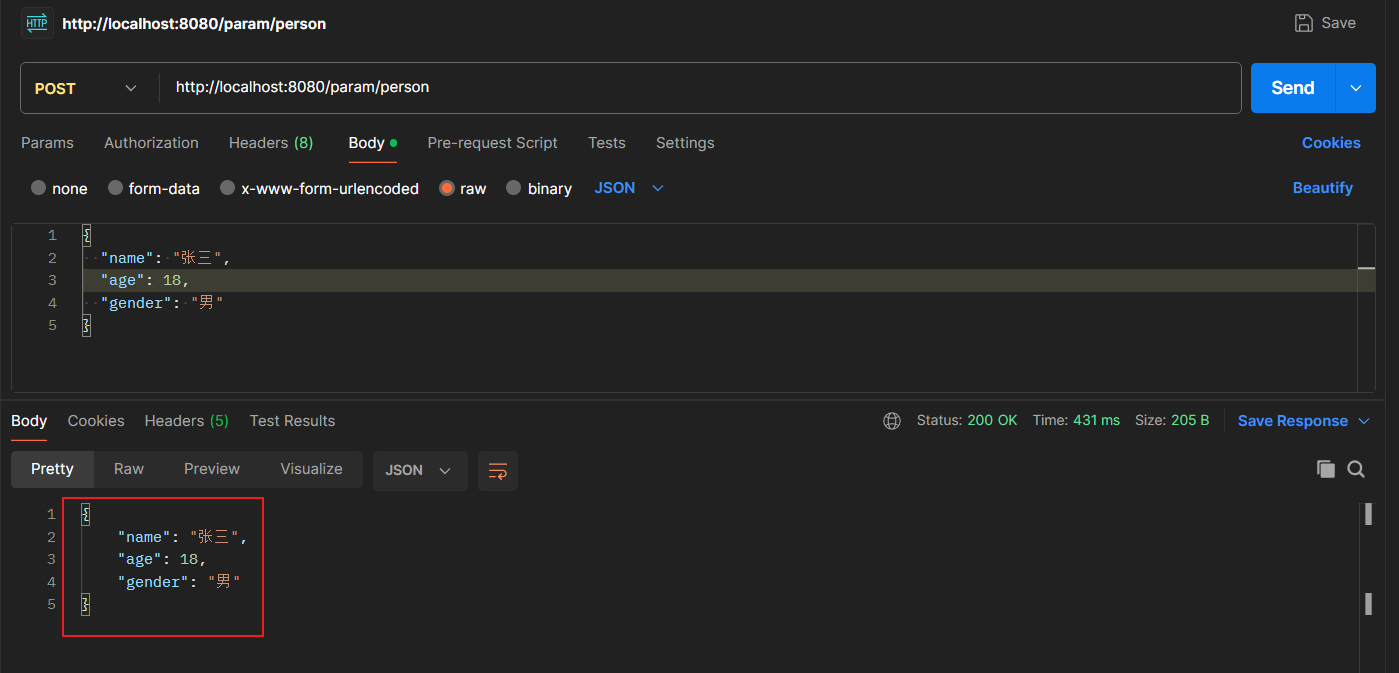 HTTP http://localhost:8080/param/person Save
POST http://localhost:8080/param/person Send
Params Authorization Headers (8) Body Pre-request Script Tests Settings Cookies
none form-data x-www-form-urlencoded raw binary JSON Beautify
1 {
2 "name": "张三",
3 "age": 18,
4 "gender": "男"
5 }
Body Cookies Headers (5) Test Results Status: 200 OK Time: 431 ms Size: 205 B Save Response
Pretty Raw Preview Visualize JSON
1 {
2 "name": "张三",
3 "age": 18,
4 "gender": "男"
5 }